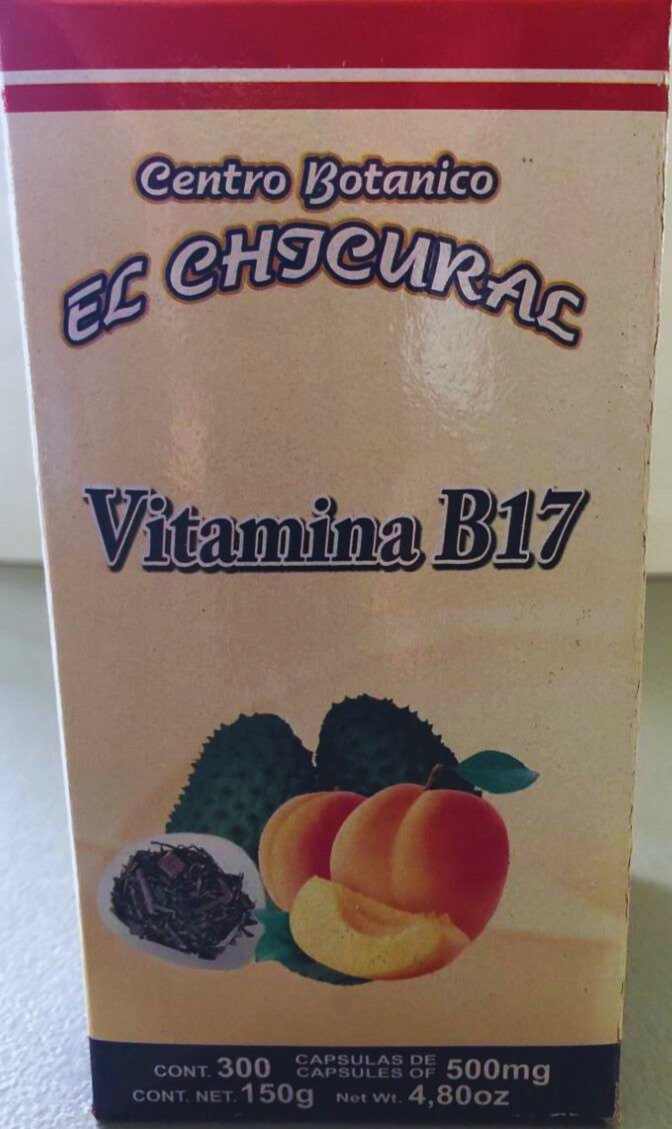 Centro Botanico
EL CHICURAL
Vitamina B17
CONT. 300 CAPSULAS DE
CAPSULES OF 500mg
CONT. NET. 150g Net Wt. 4,80oz